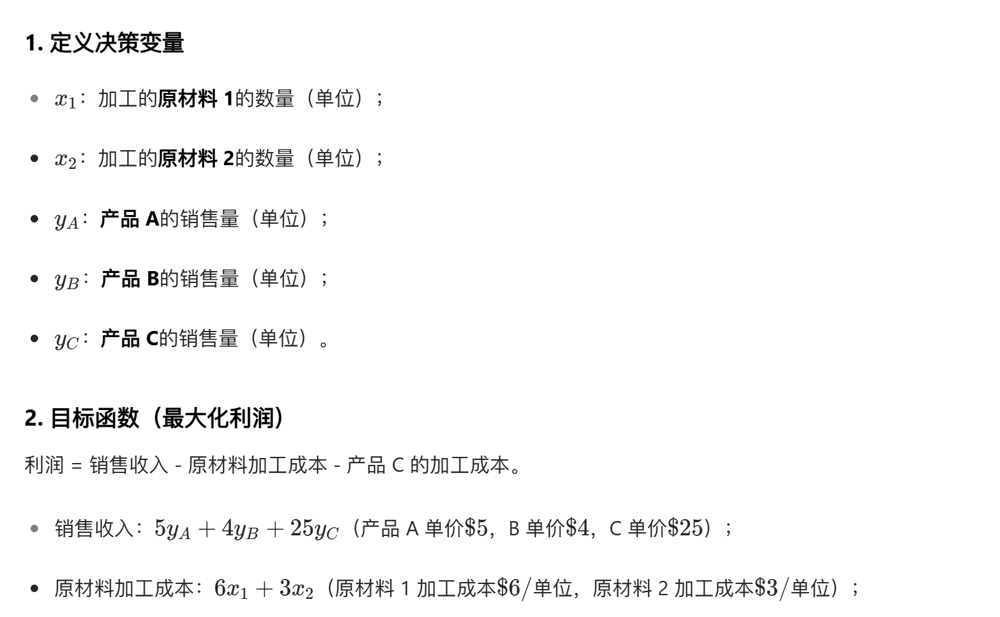 1. 定义决策变量
• x₁：加工的原材料 1的数量（单位）；
• x₂：加工的原材料 2的数量（单位）；
• y_A：产品 A的销售量（单位）；
• y_B：产品 B的销售量（单位）；
• y_C：产品 C的销售量（单位）。
2. 目标函数（最大化利润）
利润 = 销售收入 - 原材料加工成本 - 产品 C 的加工成本。
• 销售收入：5y_A + 4y_B + 25y_C（产品 A 单价$5，B 单价$4，C 单价$25）；
• 原材料加工成本：6x₁ + 3x₂（原材料 1 加工成本$6/单位，原材料 2 加工成本$3/单位）；